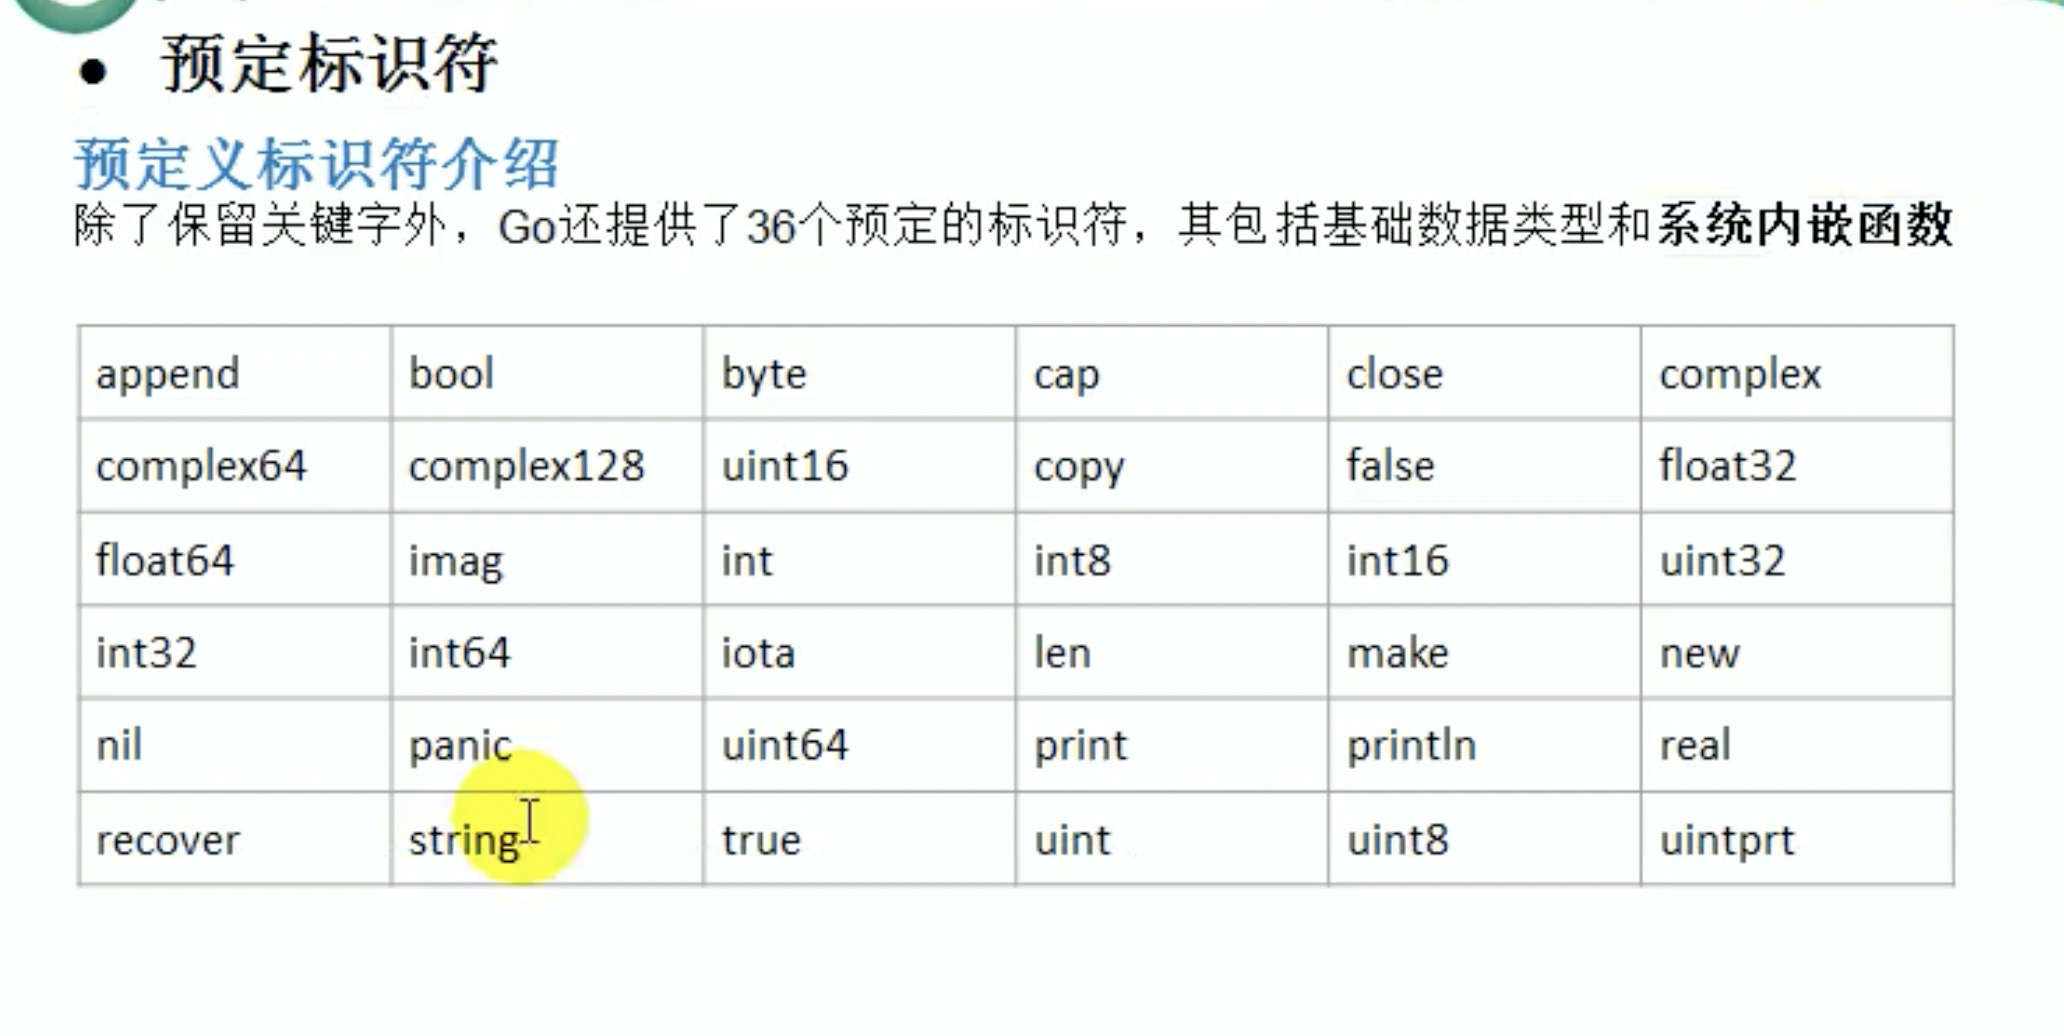 • 预定标识符
预定义标识符介绍
除了保留关键字外，Go还提供了36个预定的标识符，其包括基础数据类型和系统内嵌函数
append bool byte cap close complex
complex64 complex128 uint16 copy false float32
float64 imag int int8 int16 uint32
int32 int64 iota len make new
nil panic uint64 print println real
recover string true uint uint8 uintprt